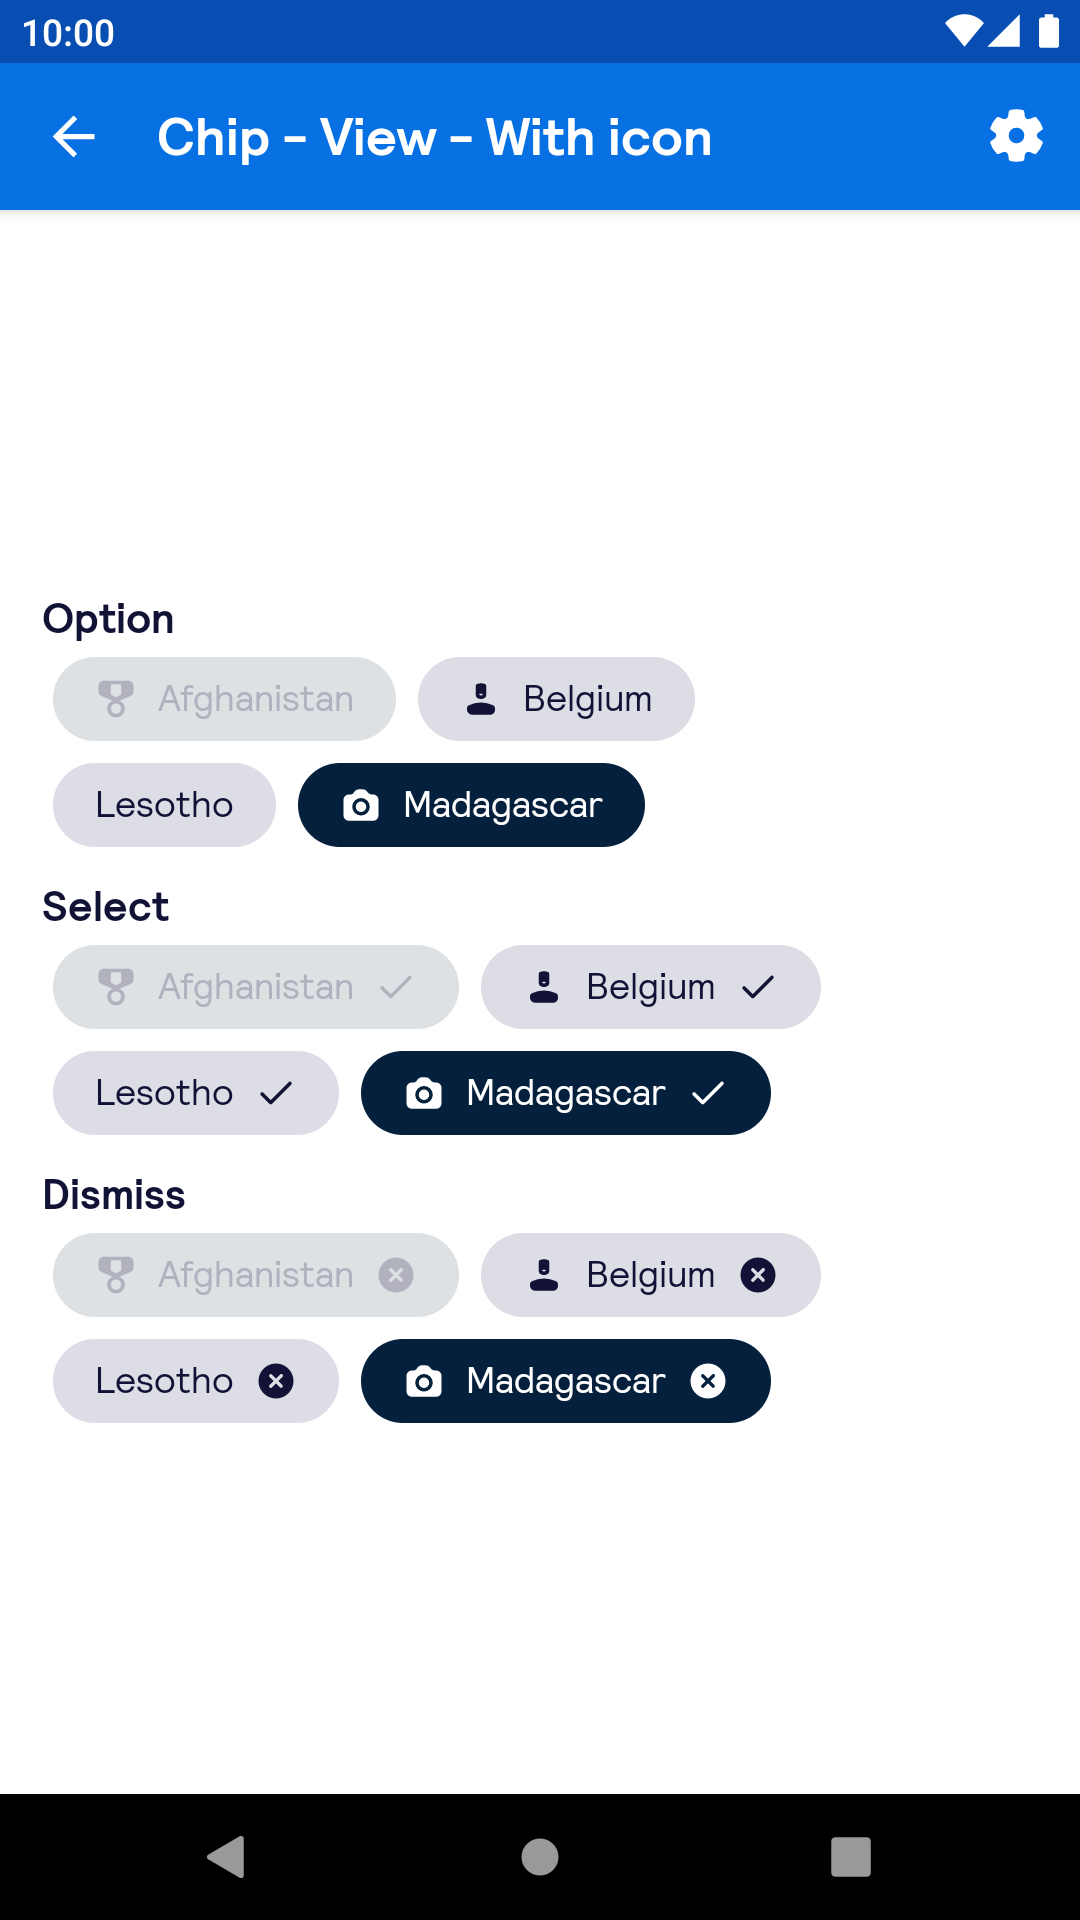 10:00
Chip - View - With icon
Option
Afghanistan Belgium
Lesotho Madagascar
Select
Afghanistan Belgium
Lesotho Madagascar
Dismiss
Afghanistan Belgium
Lesotho Madagascar